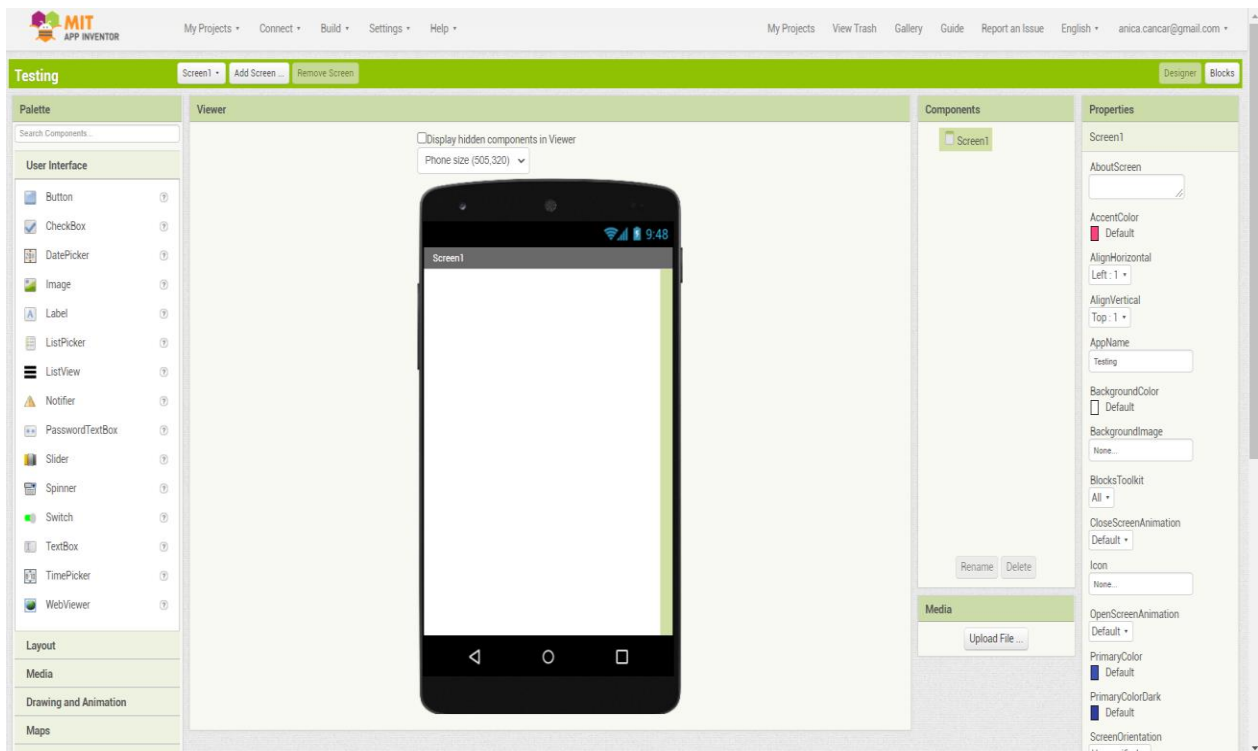 MIT
APP INVENTOR
My Projects Connect Build Settings Help
My Projects View Trash Gallery Guide Report an Issue English anica.cancar@gmail.com
Testing
Screen1 Add Screen ... Remove Screen
Designer Blocks
Palette
Search Components...
User Interface
Button
CheckBox
DatePicker
Image
Label
ListPicker
ListView
Notifier
PasswordTextBox
Slider
Spinner
Switch
TextBox
TimePicker
WebViewer
Layout
Media
Drawing and Animation
Maps
Viewer
Display hidden components in Viewer
Phone size (505,320)
9:48
Screen1
Components
Screen1
Rename Delete
Media
Upload File ...
Properties
Screen1
AboutScreen
AccentColor
Default
AlignHorizontal
Left : 1
AlignVertical
Top : 1
AppName
Testing
BackgroundColor
Default
BackgroundImage
None...
BlocksToolkit
All
CloseScreenAnimation
Default
Icon
None...
OpenScreenAnimation
Default
PrimaryColor
Default
PrimaryColorDark
Default
ScreenOrientation